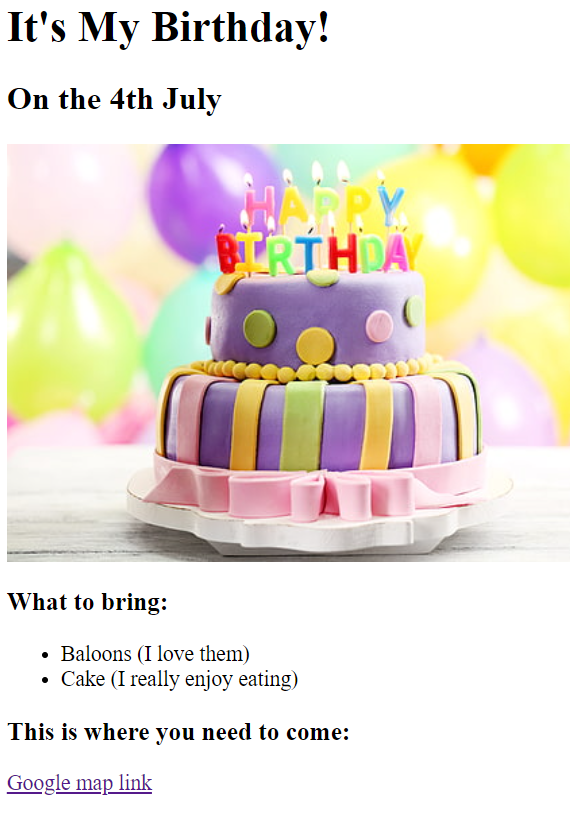 It's My Birthday!
On the 4th July
HAPPY
BIRTHDAY
What to bring:
Baloons (I love them)
Cake (I really enjoy eating)
This is where you need to come:
Google map link